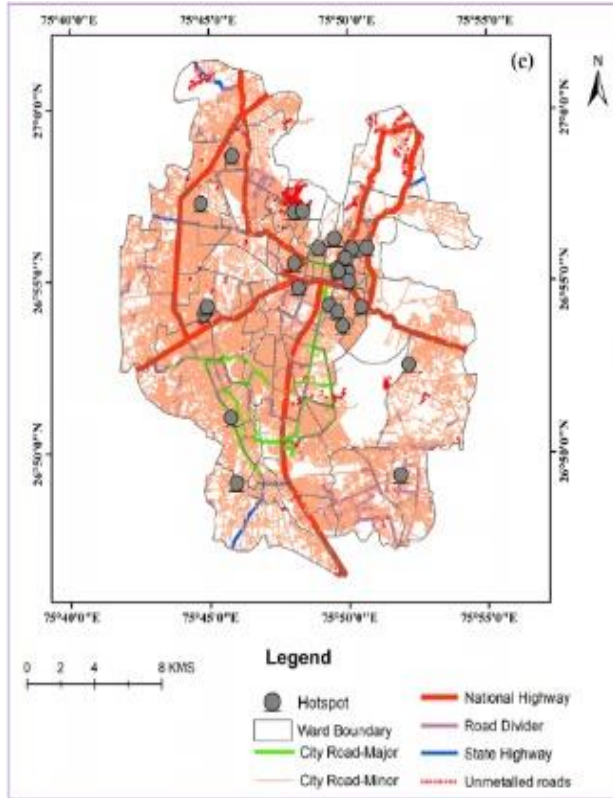 75°40'0"E 75°45'0"E 75°50'0"E 75°55'0"E
(c)
N
27°0'0"N 27°0'0"N
26°55'0"N 26°55'0"N
26°50'0"N 26°50'0"N
75°40'0"E 75°45'0"E 75°50'0"E 75°55'0"E
0 2 4 8 KMS
Legend
Hotspot
Ward Boundary
City Road-Major
City Road-Minor
National Highway
Road Divider
State Highway
Unmetalled roads